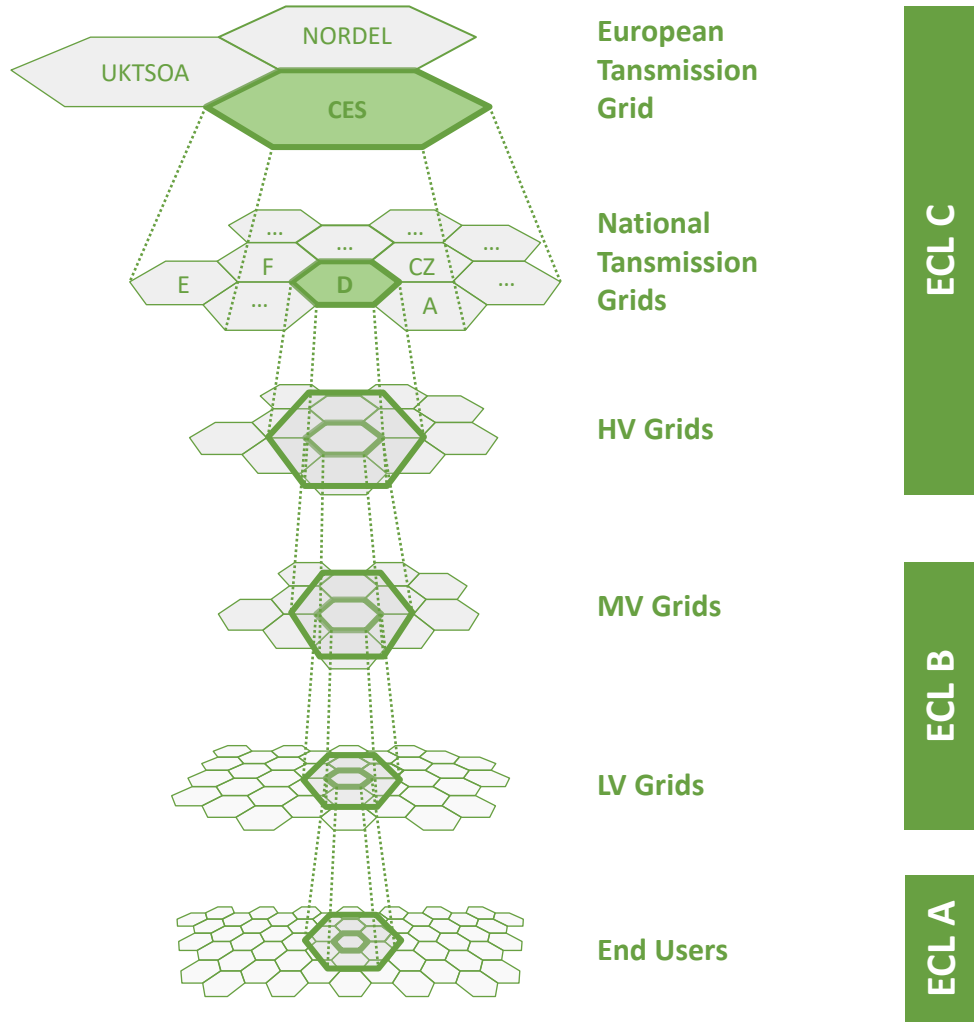 NORDEL
UKTSOA
CES
European
Tansmission
Grid
ECL C
...
...
...
...
F
CZ
E
D
...
...
A
National
Tansmission
Grids
HV Grids
MV Grids
ECL B
LV Grids
End Users
ECL A